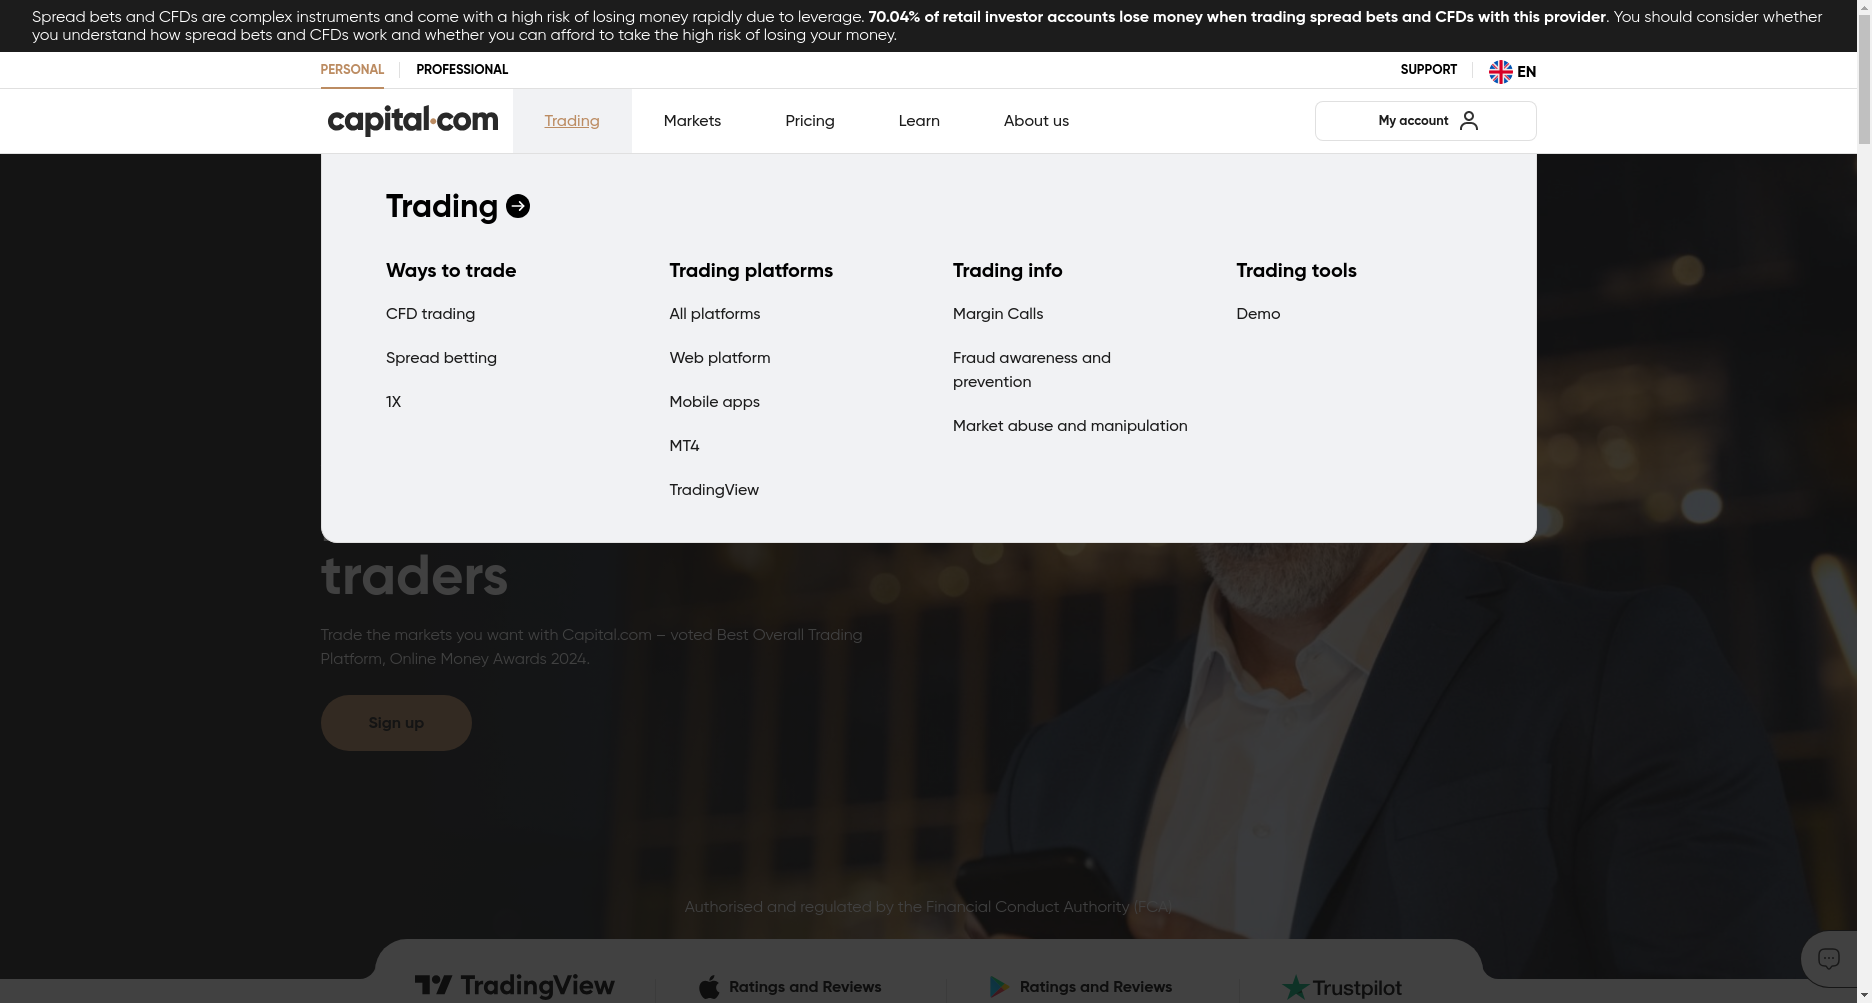 Spread bets and CFDs are complex instruments and come with a high risk of losing money rapidly due to leverage. 70.04% of retail investor accounts lose money when trading spread bets and CFDs with this provider. You should consider whether
you understand how spread bets and CFDs work and whether you can afford to take the high risk of losing your money.
PERSONAL PROFESSIONAL SUPPORT EN
capital.com Trading Markets Pricing Learn About us My account
Trading
Ways to trade
CFD trading
Spread betting
1X
Trading platforms
All platforms
Web platform
Mobile apps
MT4
TradingView
Trading info
Margin Calls
Fraud awareness and
prevention
Market abuse and manipulation
Trading tools
Demo
traders
Trade the markets you want with Capital.com – voted Best Overall Trading
Platform, Online Money Awards 2024.
Sign up
Authorised and regulated by the Financial Conduct Authority (FCA)
TradingView Ratings and Reviews Ratings and Reviews Trustpilot